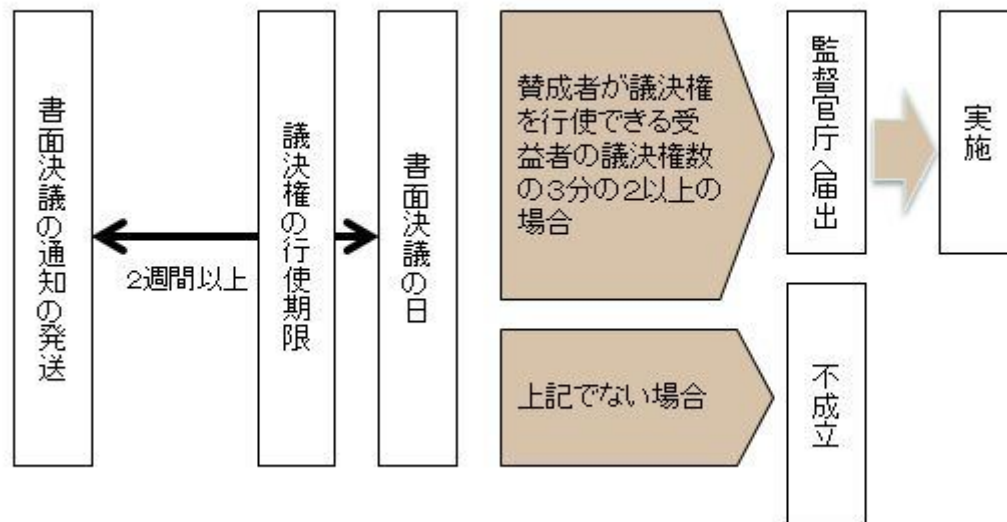 書面決議の通知の発送
2週間以上
議決権の行使期限
書面決議の日
賛成者が議決権
を行使できる受
益者の議決権数
の3分の2以上の
場合
監督官庁へ届出
実施
上記でない場合
不成立